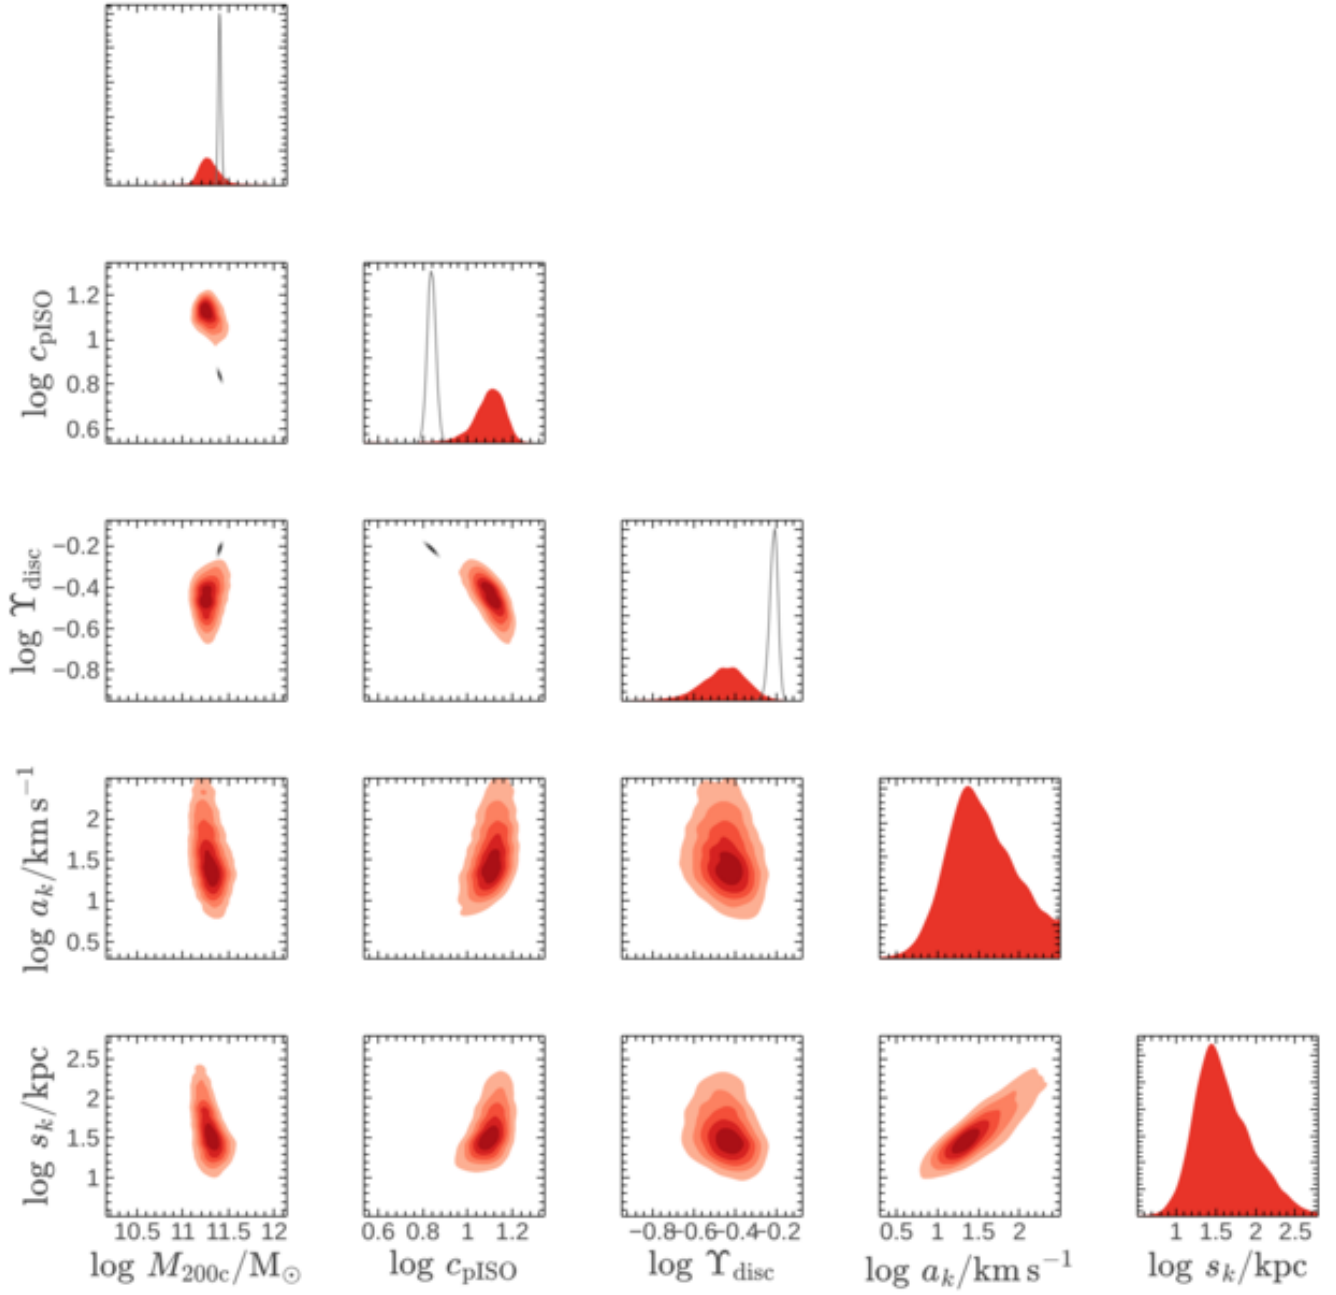 log c_pISO
1.2
1
0.8
0.6
log ϒ_disc
−0.2
−0.4
−0.6
−0.8
log a_k/km s⁻¹
2
1.5
1
0.5
log s_k/kpc
2.5
2
1.5
1
10.5 11 11.5 12 0.6 0.8 1 1.2 −0.8−0.6−0.4−0.2 0.5 1 1.5 2 1 1.5 2 2.5
log M_200c/M_⊙ log c_pISO log ϒ_disc log a_k/km s⁻¹ log s_k/kpc